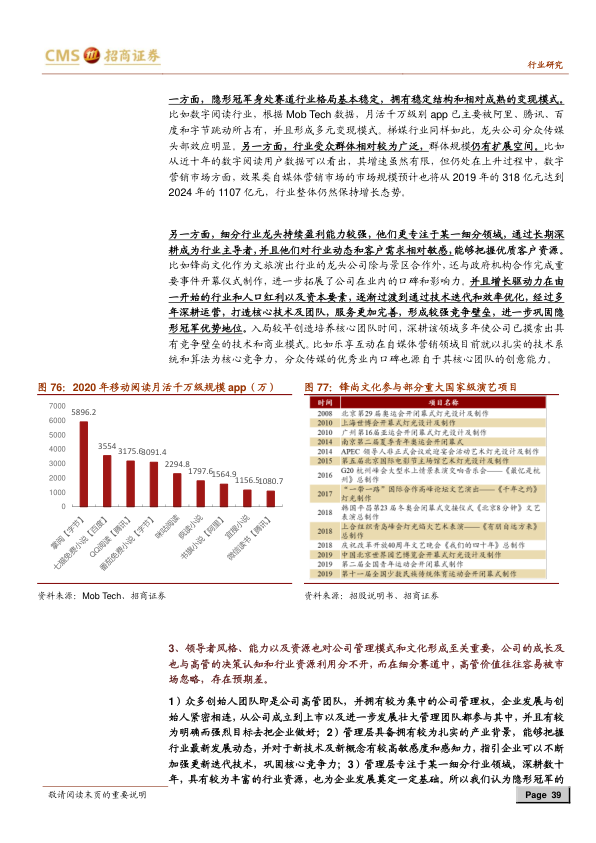 CMS 招商证券
行业研究
一方面，隐形冠军身处赛道行业格局基本稳定，拥有稳定结构和相对成熟的变现模式。
比如数字阅读行业，根据 Mob Tech 数据，月活千万级别 app 已主要被阿里、腾讯、百
度和字节跳动所占有，并且形成多元变现模式。梯媒行业同样如此，龙头公司分众传媒
头部效应明显。另一方面，行业受众群体相对较为广泛，群体规模仍有扩展空间。比如
从近十年的数字阅读用户数据可以看出，其增速虽然有限，但仍处在上升过程中，数字
营销市场方面，效果类自媒体营销市场的市场规模预计也将从 2019 年的 318 亿元达到
2024 年的 1107 亿元，行业整体仍然保持增长态势。
另一方面，细分行业龙头持续盈利能力较强，他们更专注于某一细分领域，通过长期深
耕成为行业主导者，并且他们对行业动态和客户需求相对敏感，能够把握优质客户资源。
比如锋尚文化作为文旅演出行业的龙头公司除与景区合作外，还与政府机构合作完成重
要事件开幕仪式制作，进一步拓展了公司在业内的口碑和影响力。并且增长驱动力在由
一开始的行业和人口红利以及资本要素，逐渐过渡到通过技术迭代和效率优化，经过多
年深耕运营，打造核心技术及团队，服务更加完善，形成较强竞争壁垒，进一步巩固隐
形冠军优势地位。入局较早创造培养核心团队时间，深耕该领域多年使公司已摸索出具
有竞争壁垒的技术和商业模式。比如乐享互动在自媒体营销领域目前就以扎实的技术系
统和算法为核心竞争力，分众传媒的优秀业内口碑也源自于其核心团队的创意能力。
图 76：2020 年移动阅读月活千万级规模 app（万）
7000
6000
5000
4000
3000
2000
1000
0
5896.2
3554
3175.6
3091.4
2294.8
1797.6
1564.9
1156.5
1080.7
掌阅【字节】
七猫免费小说【百度】
QQ阅读【腾讯】
番茄免费小说【字节】
咪咕阅读
疯读小说
书旗小说【阿里】
宜搜小说
微信读书【腾讯】
资料来源：Mob Tech、招商证券
图 77：锋尚文化参与部分重大国家级演艺项目
时间 项目名称
2008 北京第29届奥运会开闭幕式灯光设计及制作
2010 上海世博会开幕式灯光设计及制作
2010 广州第16届亚运会开闭幕式灯光设计及制作
2014 南京第二届夏季青年奥运会开闭幕式
2014 APEC 领导人非正式会议欢迎宴会活动艺术灯光设计及制作
2015 第五届北京国际电影节主场馆艺术灯光设计及制作
2016 G20 杭州峰会大型水上情景表演交响音乐会——《最忆是杭
州》总制作
2017 “一带一路”国际合作高峰论坛文艺演出——《千年之约》
灯光制作
2018 韩国平昌第23届冬奥会闭幕式交接仪式《北京8分钟》文艺
表演总制作
2018 上合组织青岛峰会灯光焰火艺术表演——《有朋自远方来》
总制作
2018 庆祝改革开放40周年文艺晚会《我们的四十年》总制作
2019 中国北京世界园艺博览会开幕式灯光设计及制作
2019 第二届全国青年运动会开闭幕式制作
2019 第十一届全国少数民族传统体育运动会开闭幕式制作
资料来源：招股说明书、招商证券
3、领导者风格、能力以及资源也对公司管理模式和文化形成至关重要，公司的成长及
也与高管的决策认知和行业资源利用分不开，而在细分赛道中，高管价值往往容易被市
场忽略，存在预期差。
1）众多创始人团队即是公司高管团队，并拥有较为集中的公司管理权，企业发展与创
始人紧密相连，从公司成立到上市以及进一步发展壮大管理团队都参与其中，并且有较
为明确而强烈目标去把企业做好；2）管理层具备拥有较为扎实的产业背景，能够把握
行业最新发展动态，并对于新技术及新概念有较高敏感度和感知力，指引企业可以不断
加强更新迭代技术，巩固核心竞争力；3）管理层专注于某一细分行业领域，深耕数十
年，具有较为丰富的行业资源，也为企业发展奠定一定基础。所以我们认为隐形冠军的
敬请阅读末页的重要说明
Page 39